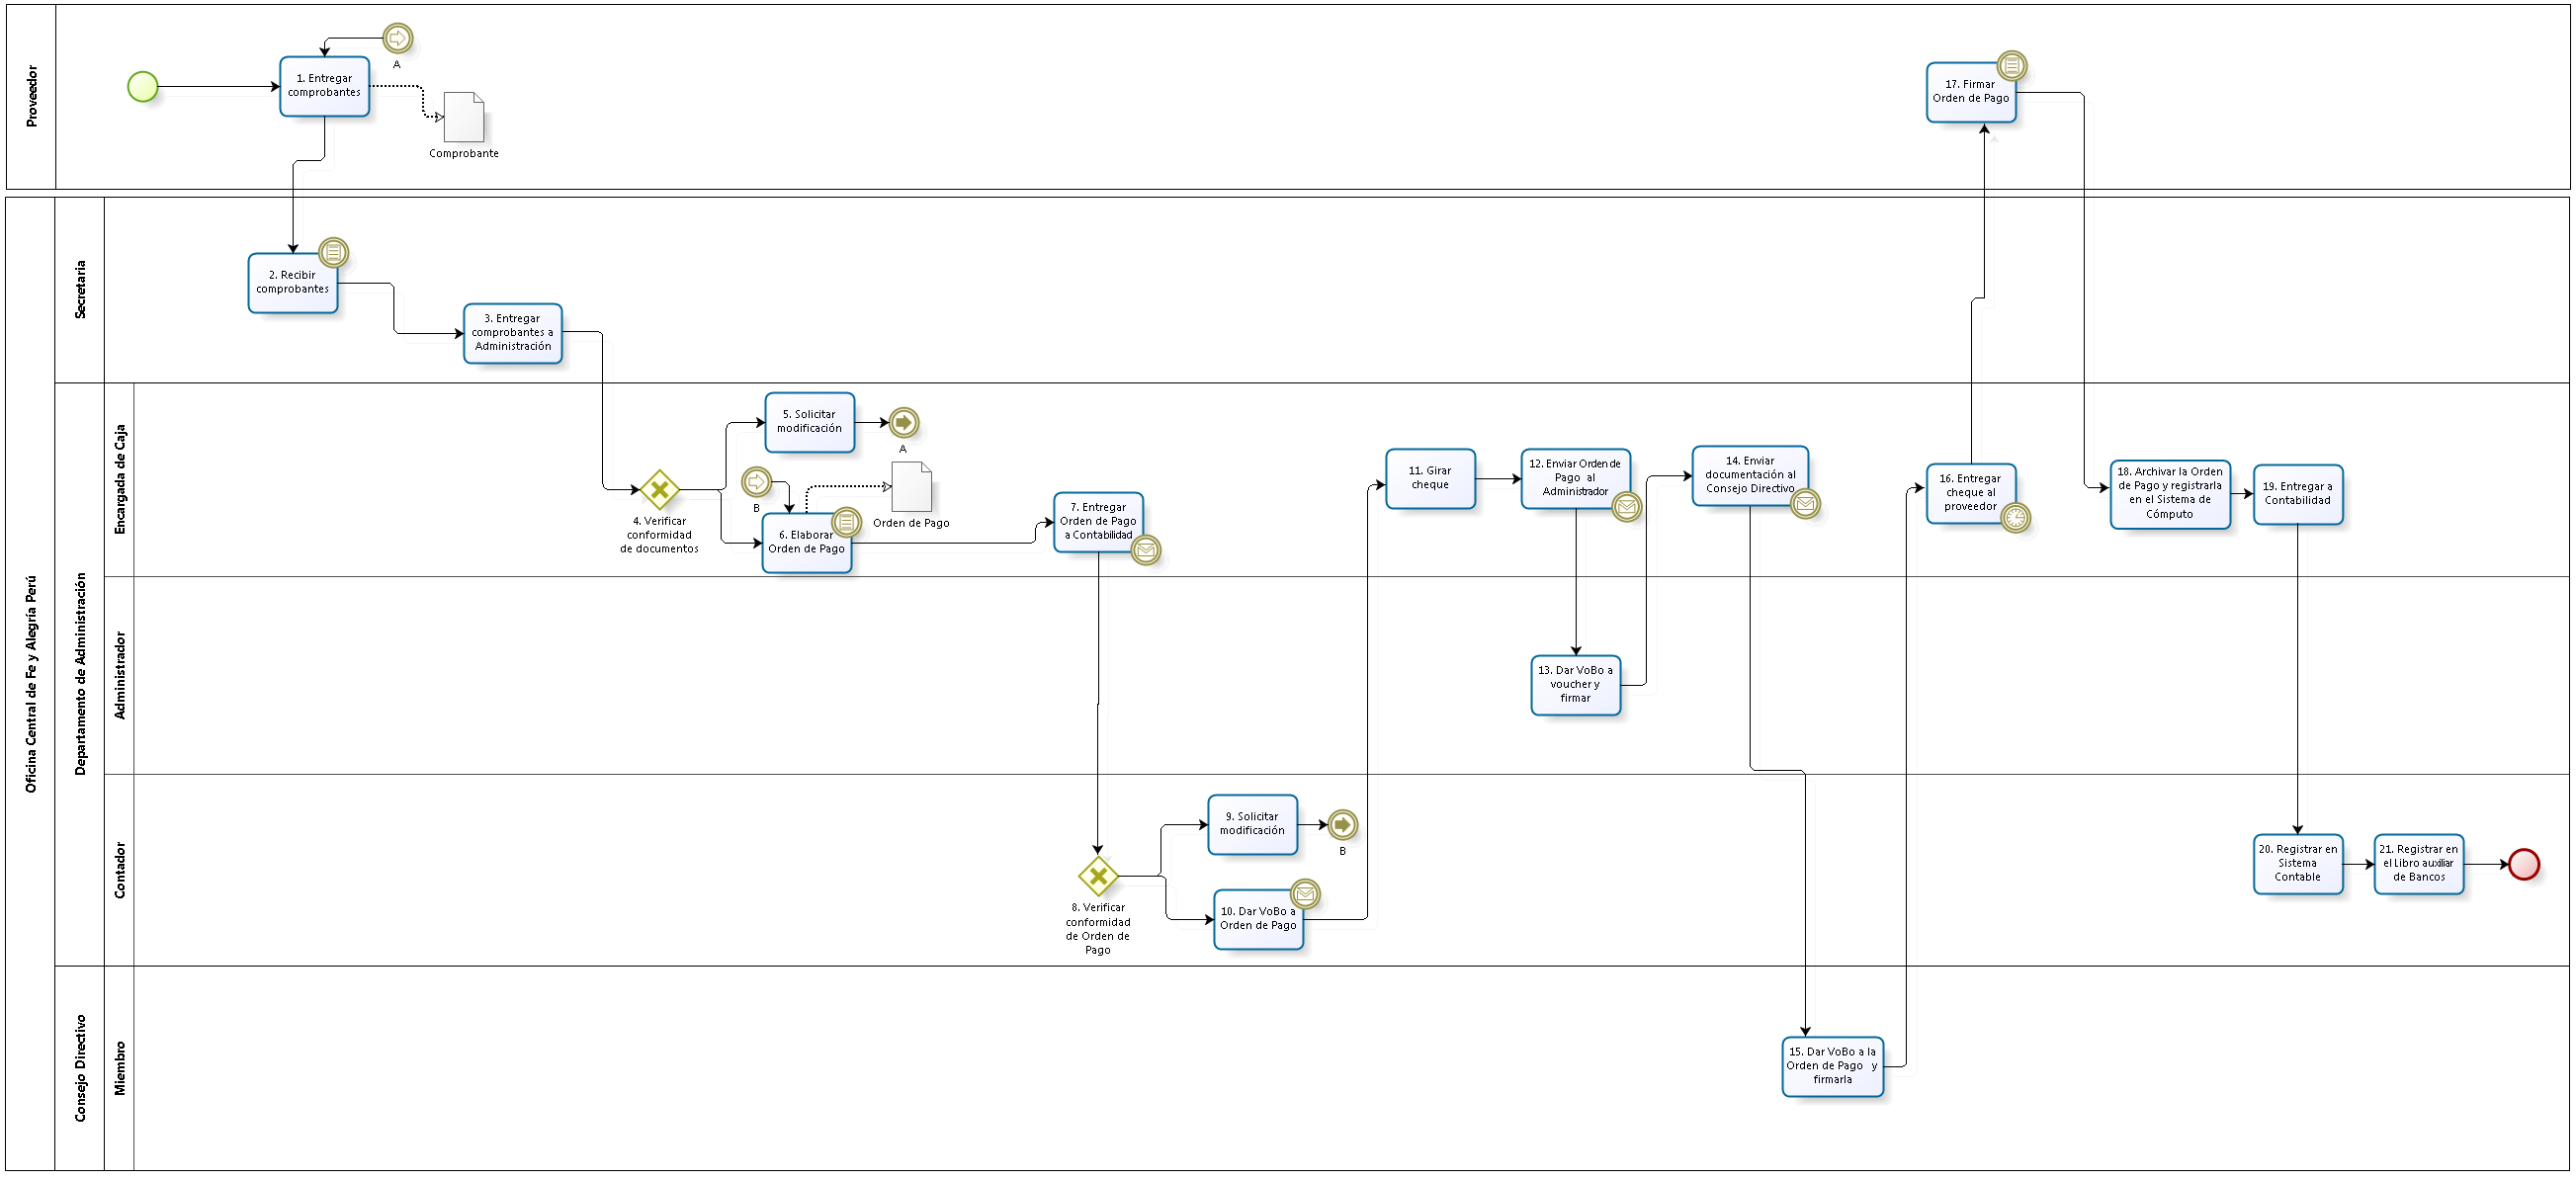 Proveedor
A
1. Entregar
comprobantes
Comprobante
17. Firmar
Orden de Pago
Oficina Central de Fe y Alegría Perú
Secretaria
2. Recibir
comprobantes
3. Entregar
comprobantes a
Administración
Departamento de Administración
Encargada de Caja
4. Verificar
conformidad
de documentos
5. Solicitar
modificación
A
B
6. Elaborar
Orden de Pago
Orden de Pago
7. Entregar
Orden de Pago
a Contabilidad
11. Girar
cheque
12. Enviar Orden de
Pago al
Administrador
14. Enviar
documentación al
Consejo Directivo
16. Entregar
cheque al
proveedor
18. Archivar la Orden
de Pago y registrarla
en el Sistema de
Cómputo
19. Entregar a
Contabilidad
Administrador
13. Dar VoBo a
voucher y
firmar
Contador
8. Verificar
conformidad
de Orden de
Pago
9. Solicitar
modificación
B
10. Dar VoBo a
Orden de Pago
20. Registrar en
Sistema
Contable
21. Registrar en
el Libro auxiliar
de Bancos
Consejo Directivo
Miembro
15. Dar VoBo a la
Orden de Pago y
firmarla